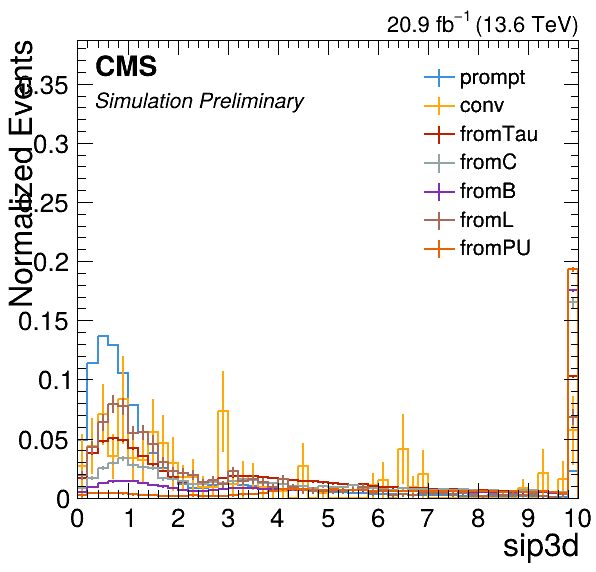 20.9 fb⁻¹ (13.6 TeV)
CMS
Simulation Preliminary
prompt
conv
fromTau
fromC
fromB
fromL
fromPU
Normalized Events
0.35
0.3
0.25
0.2
0.15
0.1
0.05
0
0 1 2 3 4 5 6 7 8 9 10
sip3d